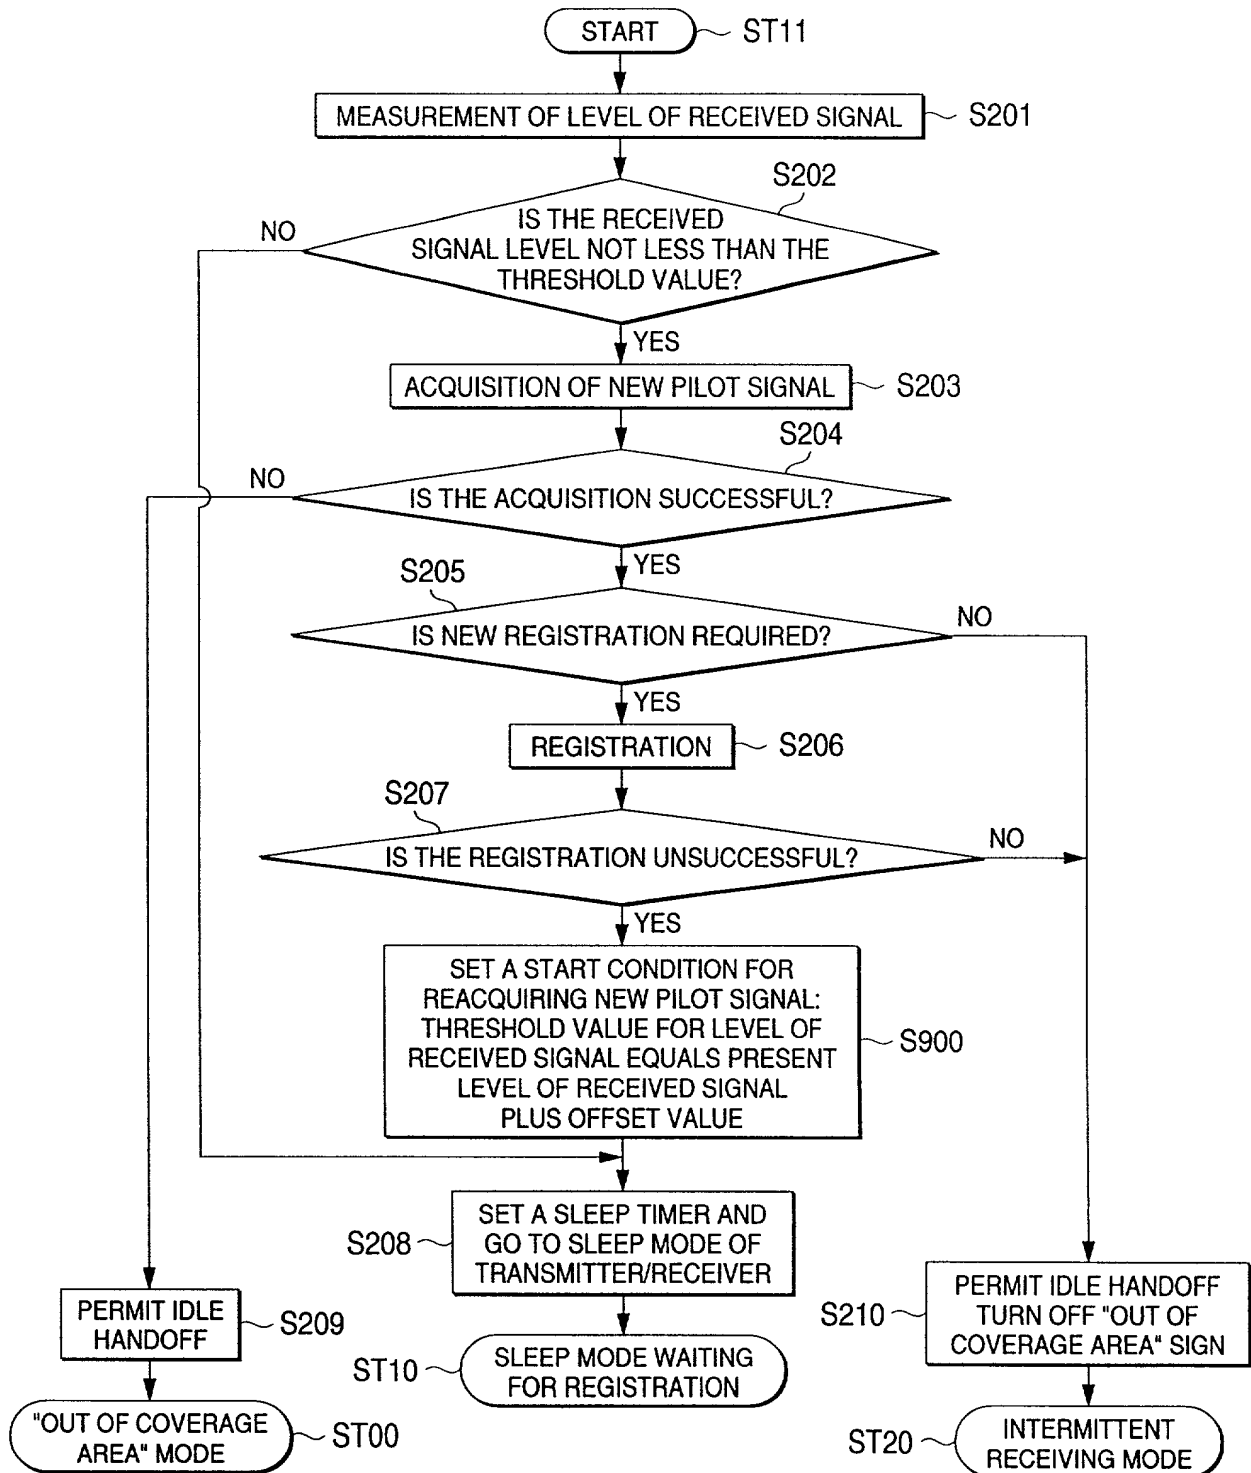 START
ST11
MEASUREMENT OF LEVEL OF RECEIVED SIGNAL
S201
S202
NO
IS THE RECEIVED
SIGNAL LEVEL NOT LESS THAN THE
THRESHOLD VALUE?
YES
ACQUISITION OF NEW PILOT SIGNAL
S203
S204
NO
IS THE ACQUISITION SUCCESSFUL?
YES
S205
NO
IS NEW REGISTRATION REQUIRED?
YES
REGISTRATION
S206
S207
NO
IS THE REGISTRATION UNSUCCESSFUL?
YES
SET A START CONDITION FOR
REACQUIRING NEW PILOT SIGNAL:
THRESHOLD VALUE FOR LEVEL OF
RECEIVED SIGNAL EQUALS PRESENT
LEVEL OF RECEIVED SIGNAL
PLUS OFFSET VALUE
S900
S208
SET A SLEEP TIMER AND
GO TO SLEEP MODE OF
TRANSMITTER/RECEIVER
PERMIT IDLE
HANDOFF
S209
S210
PERMIT IDLE HANDOFF
TURN OFF "OUT OF
COVERAGE AREA" SIGN
ST10
SLEEP MODE WAITING
FOR REGISTRATION
"OUT OF COVERAGE
AREA" MODE
ST00
ST20
INTERMITTENT
RECEIVING MODE